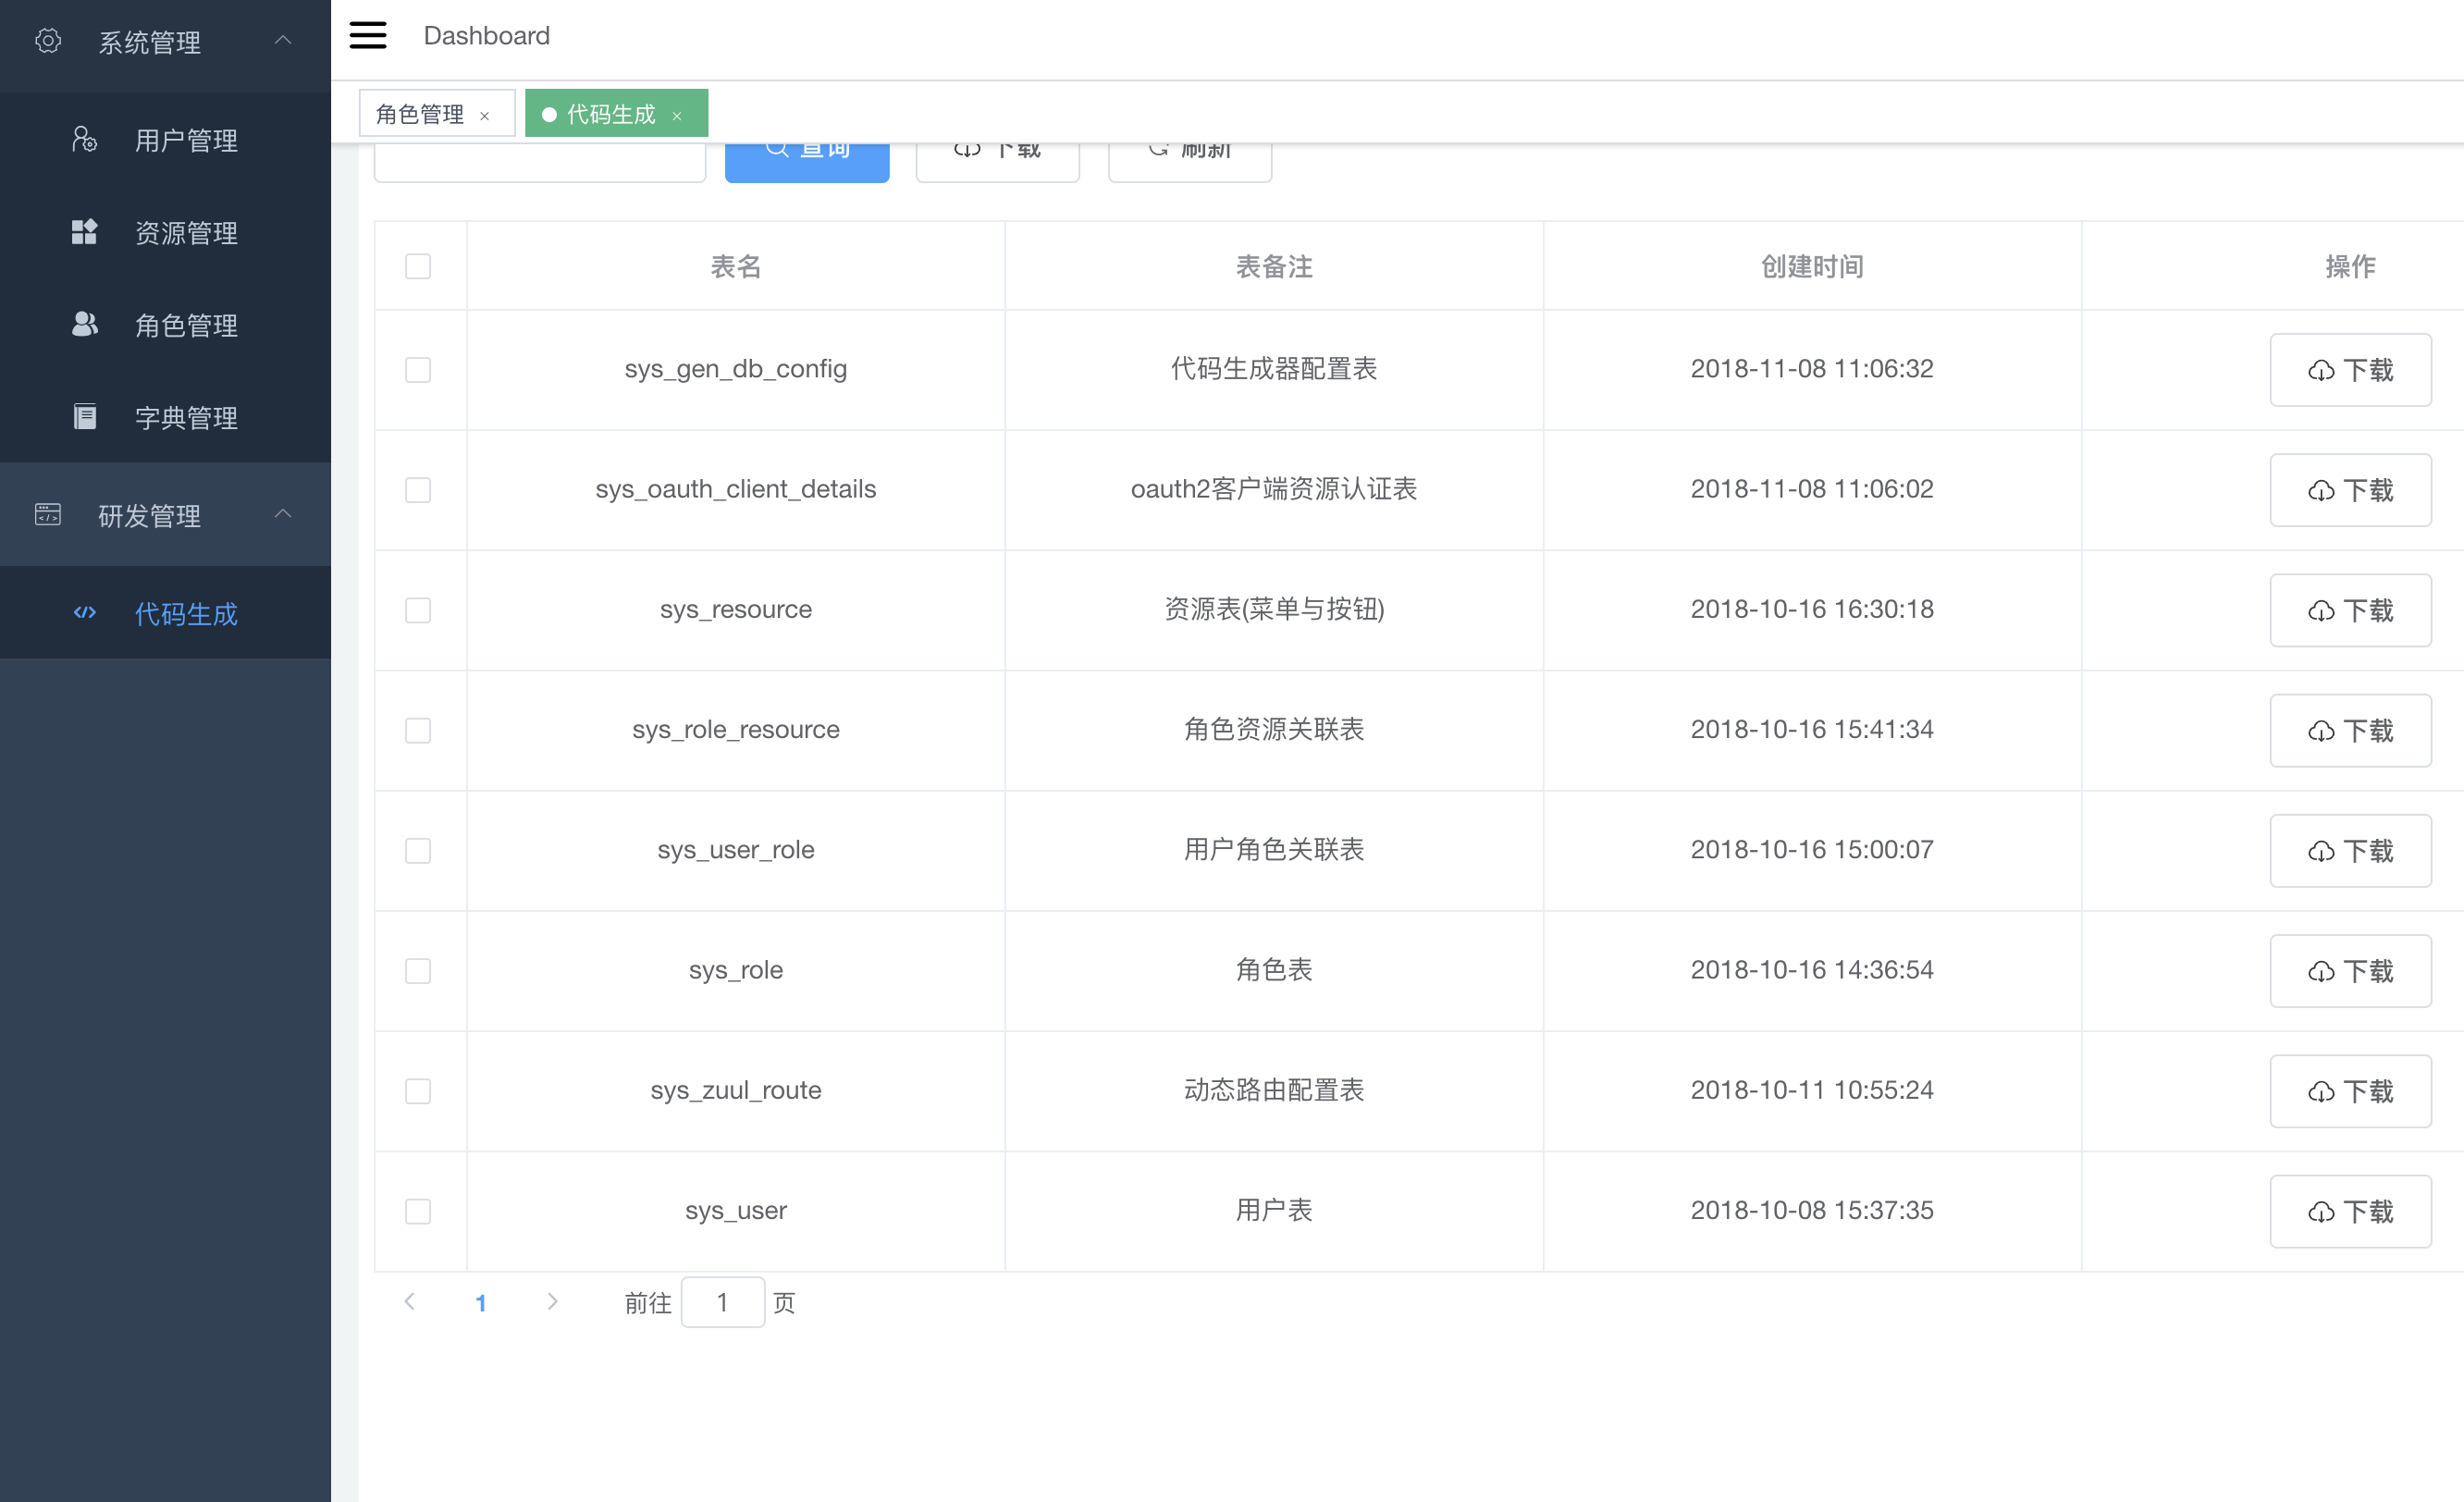 系统管理
用户管理
资源管理
角色管理
字典管理
研发管理
代码生成
Dashboard
角色管理 ×
代码生成 ×
查询 下载 刷新
表名 表备注 创建时间 操作
sys_gen_db_config 代码生成器配置表 2018-11-08 11:06:32 下载
sys_oauth_client_details oauth2客户端资源认证表 2018-11-08 11:06:02 下载
sys_resource 资源表(菜单与按钮) 2018-10-16 16:30:18 下载
sys_role_resource 角色资源关联表 2018-10-16 15:41:34 下载
sys_user_role 用户角色关联表 2018-10-16 15:00:07 下载
sys_role 角色表 2018-10-16 14:36:54 下载
sys_zuul_route 动态路由配置表 2018-10-11 10:55:24 下载
sys_user 用户表 2018-10-08 15:37:35 下载
1 前往 1 页